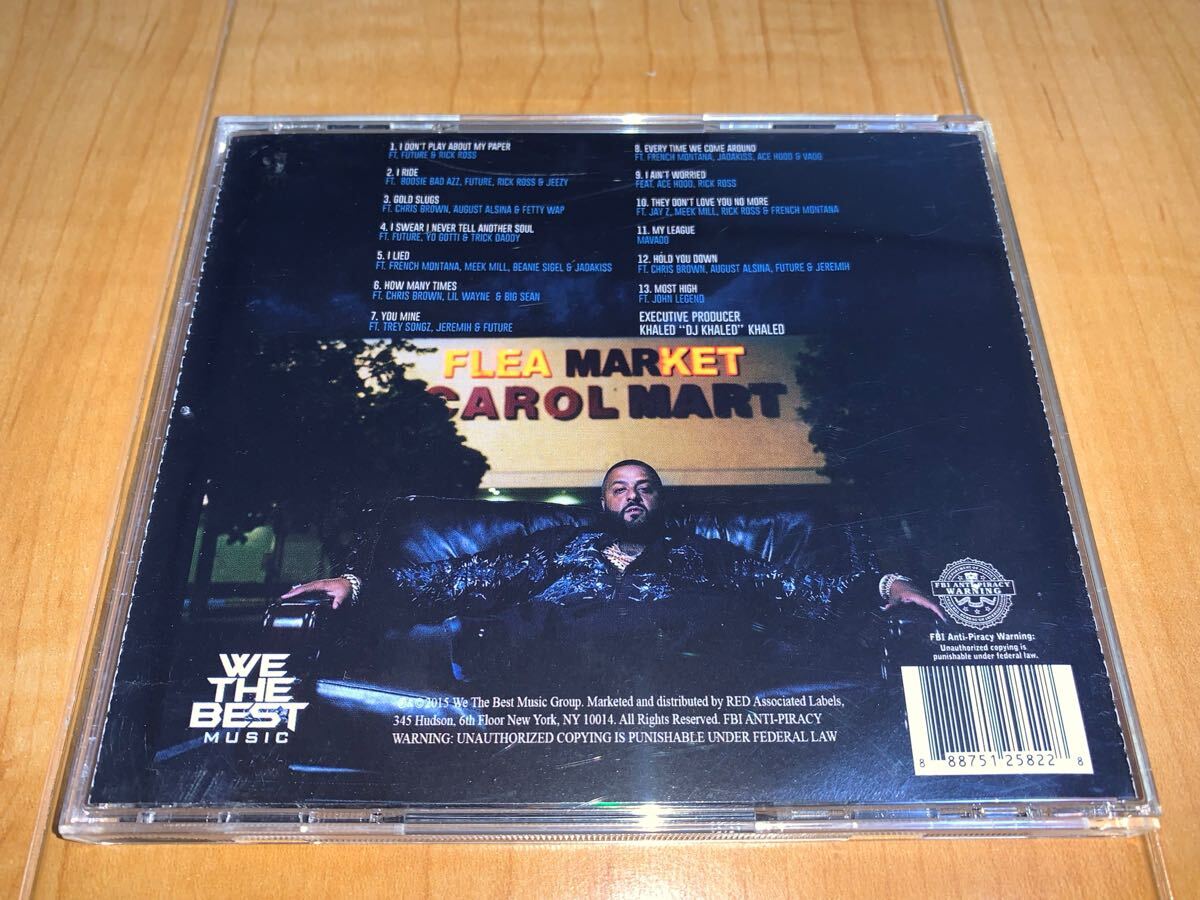 1. I DON'T PLAY ABOUT MY PAPER
FT. FUTURE & RICK ROSS
2. I RIDE
FT. BOOSIE BAD AZZ, FUTURE, RICK ROSS & JEEZY
3. GOLD SLUGS
FT. CHRIS BROWN, AUGUST ALSINA & FETTY WAP
4. I SWEAR I NEVER TELL ANOTHER SOUL
FT. FUTURE, YO GOTTI & TRICK DADDY
5. I LIED
FT. FRENCH MONTANA, MEEK MILL, BEANIE SIGEL & JADAKISS
6. HOW MANY TIMES
FT. CHRIS BROWN, LIL WAYNE & BIG SEAN
7. YOU MINE
FT. TREY SONGZ, JEREMIH & FUTURE
8. EVERY TIME WE COME AROUND
FT. FRENCH MONTANA, JADAKISS, ACE HOOD & VADO
9. I AIN'T WORRIED
FEAT. ACE HOOD, RICK ROSS
10. THEY DON'T LOVE YOU NO MORE
FT. JAY Z, MEEK MILL, RICK ROSS & FRENCH MONTANA
11. MY LEAGUE
MAVADO
12. HOLD YOU DOWN
FT. CHRIS BROWN, AUGUST ALSINA, FUTURE & JEREMIH
13. MOST HIGH
FT. JOHN LEGEND
EXECUTIVE PRODUCER
KHALED "DJ KHALED" KHALED
FLEA MARKET
CAROL MART
WE
THE
BEST
MUSIC
℗&©2015 We The Best Music Group. Marketed and distributed by RED Associated Labels,
345 Hudson, 6th Floor New York, NY 10014. All Rights Reserved. FBI ANTI-PIRACY
WARNING: UNAUTHORIZED COPYING IS PUNISHABLE UNDER FEDERAL LAW
FBI ANTI-PIRACY
WARNING
FBI Anti-Piracy Warning:
Unauthorized copying is
punishable under federal law.
8 88751 25822 8